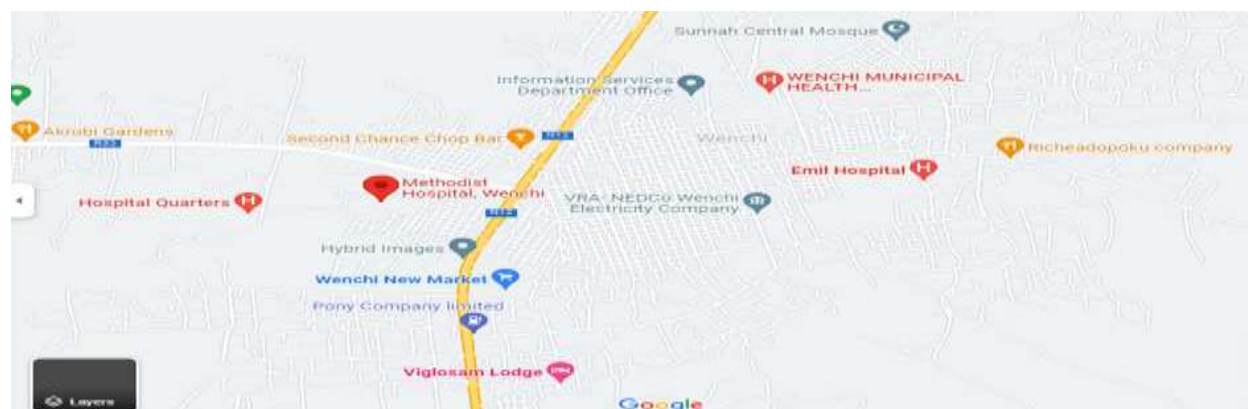 Sunnah Central Mosque
Information Services
Department Office
WENCHI MUNICIPAL
HEALTH...
Akrobi Gardens
N33
Second Chance Chop Bar
N12
Wenchi
Richeadopoku company
Emil Hospital
Methodist
Hospital, Wenchi
Hospital Quarters
VRA- NEDCo Wenchi
Electricity Company
N12
Hybrid Images
Wenchi New Market
Pony Company limited
Viglosam Lodge
Layers
Google